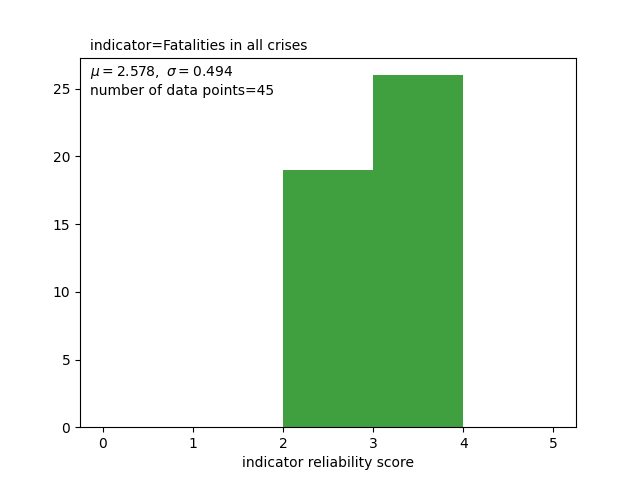 indicator=Fatalities in all crises
μ = 2.578, σ = 0.494
number of data points=45
25
20
15
10
5
0
0 1 2 3 4 5
indicator reliability score